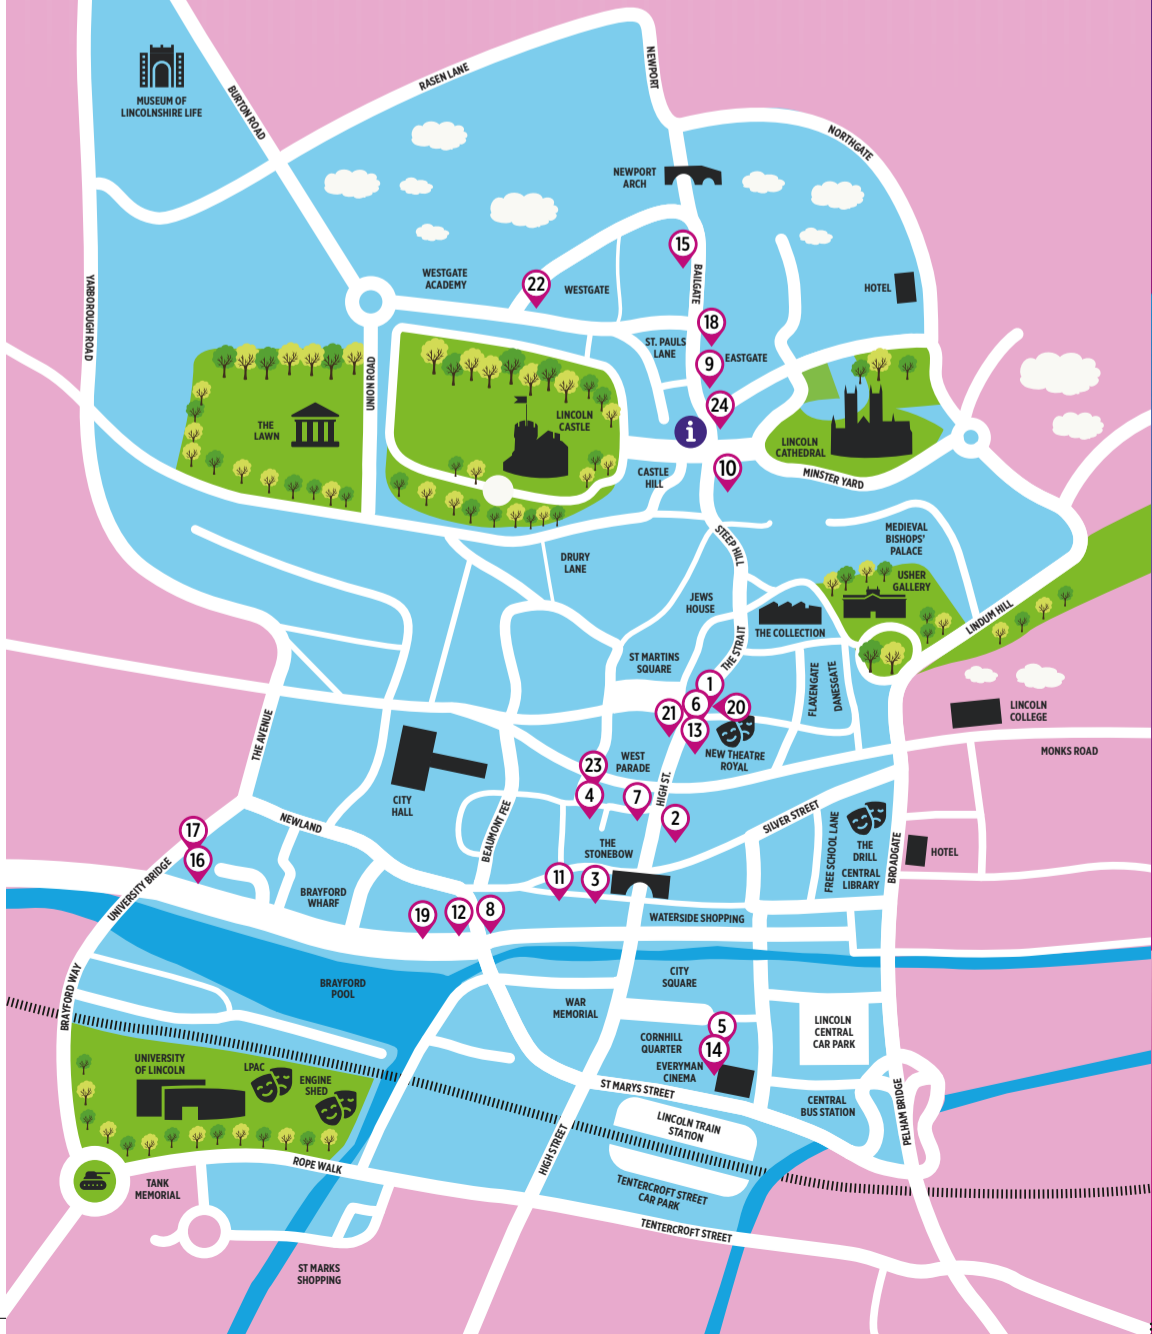 RASEN LANE
NEWPORT
MUSEUM OF
LINCOLNSHIRE LIFE
BURTON ROAD
NORTHGATE
NEWPORT
ARCH
15
WESTGATE
ACADEMY
22
WESTGATE
BAILGATE
HOTEL
YARBOROUGH ROAD
18
ST. PAULS
LANE
9
EASTGATE
UNION ROAD
24
THE
LAWN
LINCOLN
CASTLE
i
LINCOLN
CATHEDRAL
CASTLE
HILL
10
MINSTER YARD
STEEP HILL
MEDIEVAL
BISHOPS'
PALACE
DRURY
LANE
USHER
GALLERY
JEWS
HOUSE
THE COLLECTION
LINDUM HILL
THE STRAIT
ST MARTINS
SQUARE
FLAXENGATE
DANESGATE
1
6
20
21
13
LINCOLN
COLLEGE
THE AVENUE
NEW THEATRE
ROYAL
MONKS ROAD
WEST
PARADE
23
4
7
HIGH ST.
2
CITY
HALL
NEWLAND
BEAUMONT FEE
SILVER STREET
17
16
THE
STONEBOW
FREE SCHOOL LANE
THE
DRILL
CENTRAL
LIBRARY
BROADGATE
HOTEL
UNIVERSITY BRIDGE
BRAYFORD
WHARF
11
3
19
12
8
WATERSIDE SHOPPING
BRAYFORD WAY
BRAYFORD
POOL
CITY
SQUARE
WAR
MEMORIAL
5
14
CORNHILL
QUARTER
EVERYMAN
CINEMA
LINCOLN
CENTRAL
CAR PARK
UNIVERSITY
OF LINCOLN
LPAC
ENGINE
SHED
ST MARYS STREET
CENTRAL
BUS STATION
PELHAM BRIDGE
LINCOLN TRAIN
STATION
HIGH STREET
ROPE WALK
TANK
MEMORIAL
TENTERCROFT STREET
CAR PARK
TENTERCROFT STREET
ST MARKS
SHOPPING